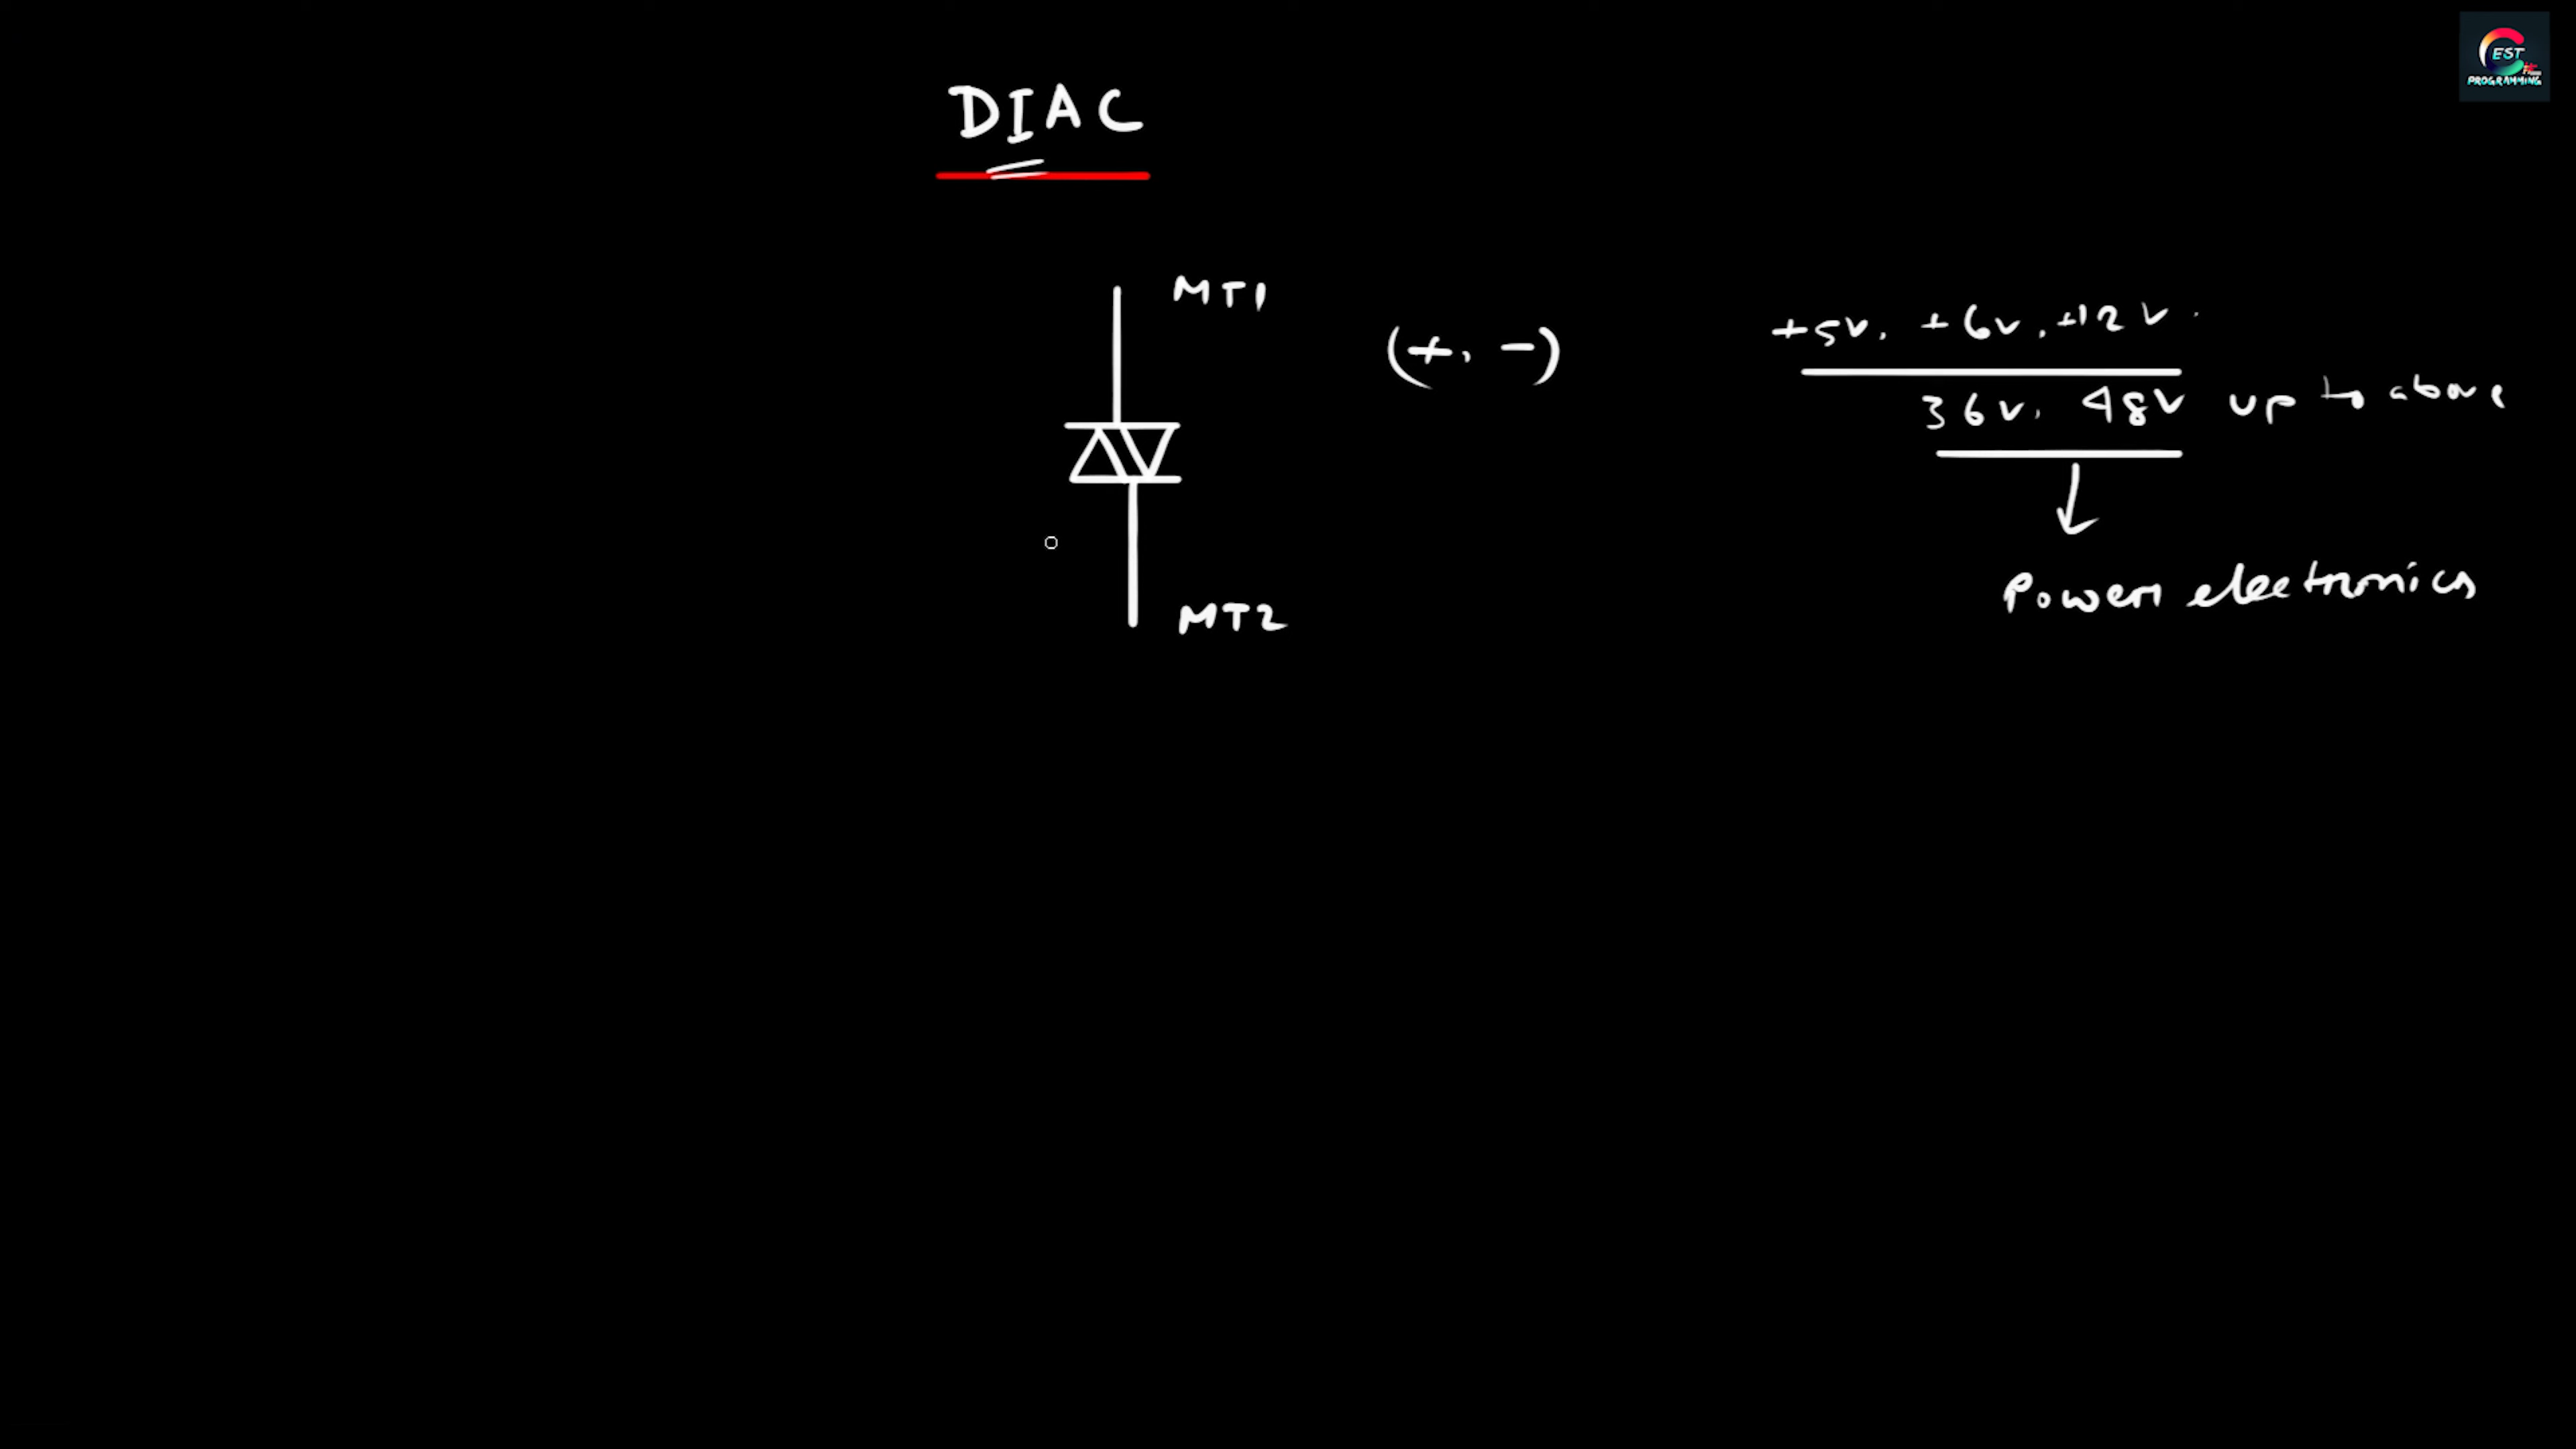 EST
PROGRAMMING
DIAC
MT1
(+, -)
+5v, +6v, +12v.
36v, 48v up to above
Power electronics
MT2